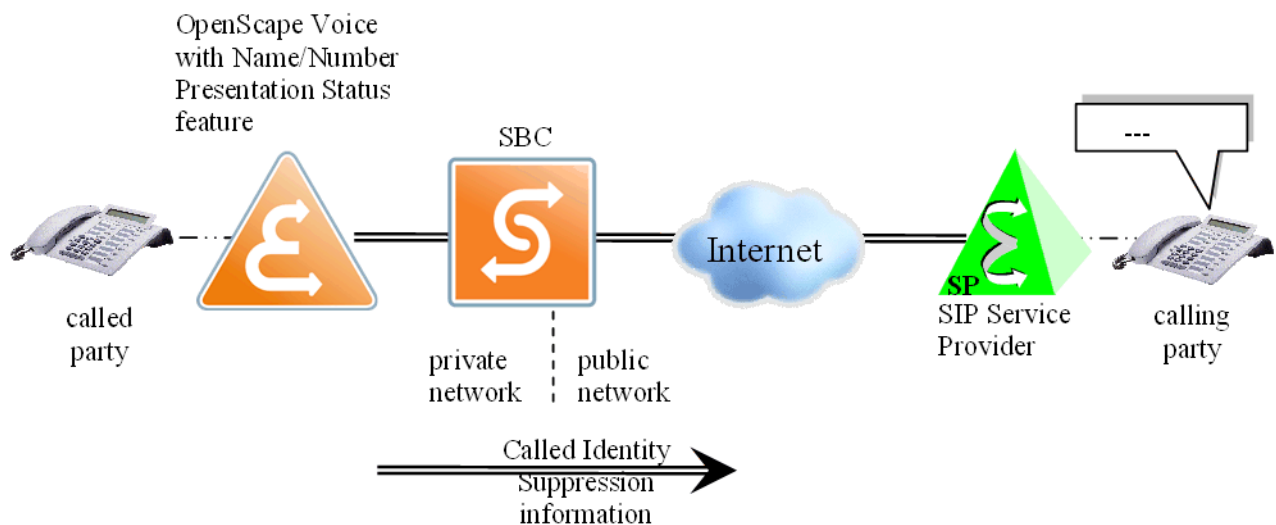 OpenScape Voice
with Name/Number
Presentation Status
feature
SBC
---
Internet
SP
SIP Service
Provider
called
party
calling
party
private
network
public
network
Called Identity
Suppression
information